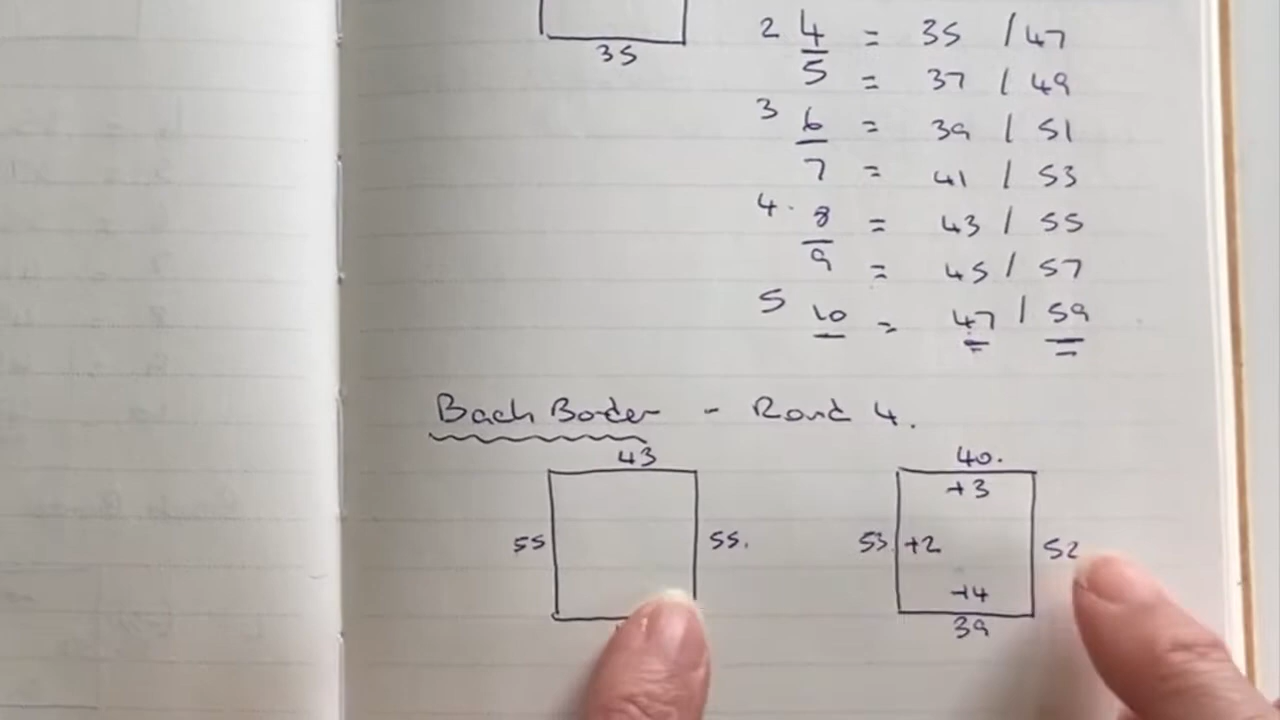 35
2 4 = 35 / 47
5 = 37 / 49
3 6 = 39 / 51
7 = 41 / 53
4. 8 = 43 / 55
9 = 45 / 57
5 10 = 47 / 59
Bach Border - Round 4.
43
55 55.
40.
+3
53. +2 52
+4
39